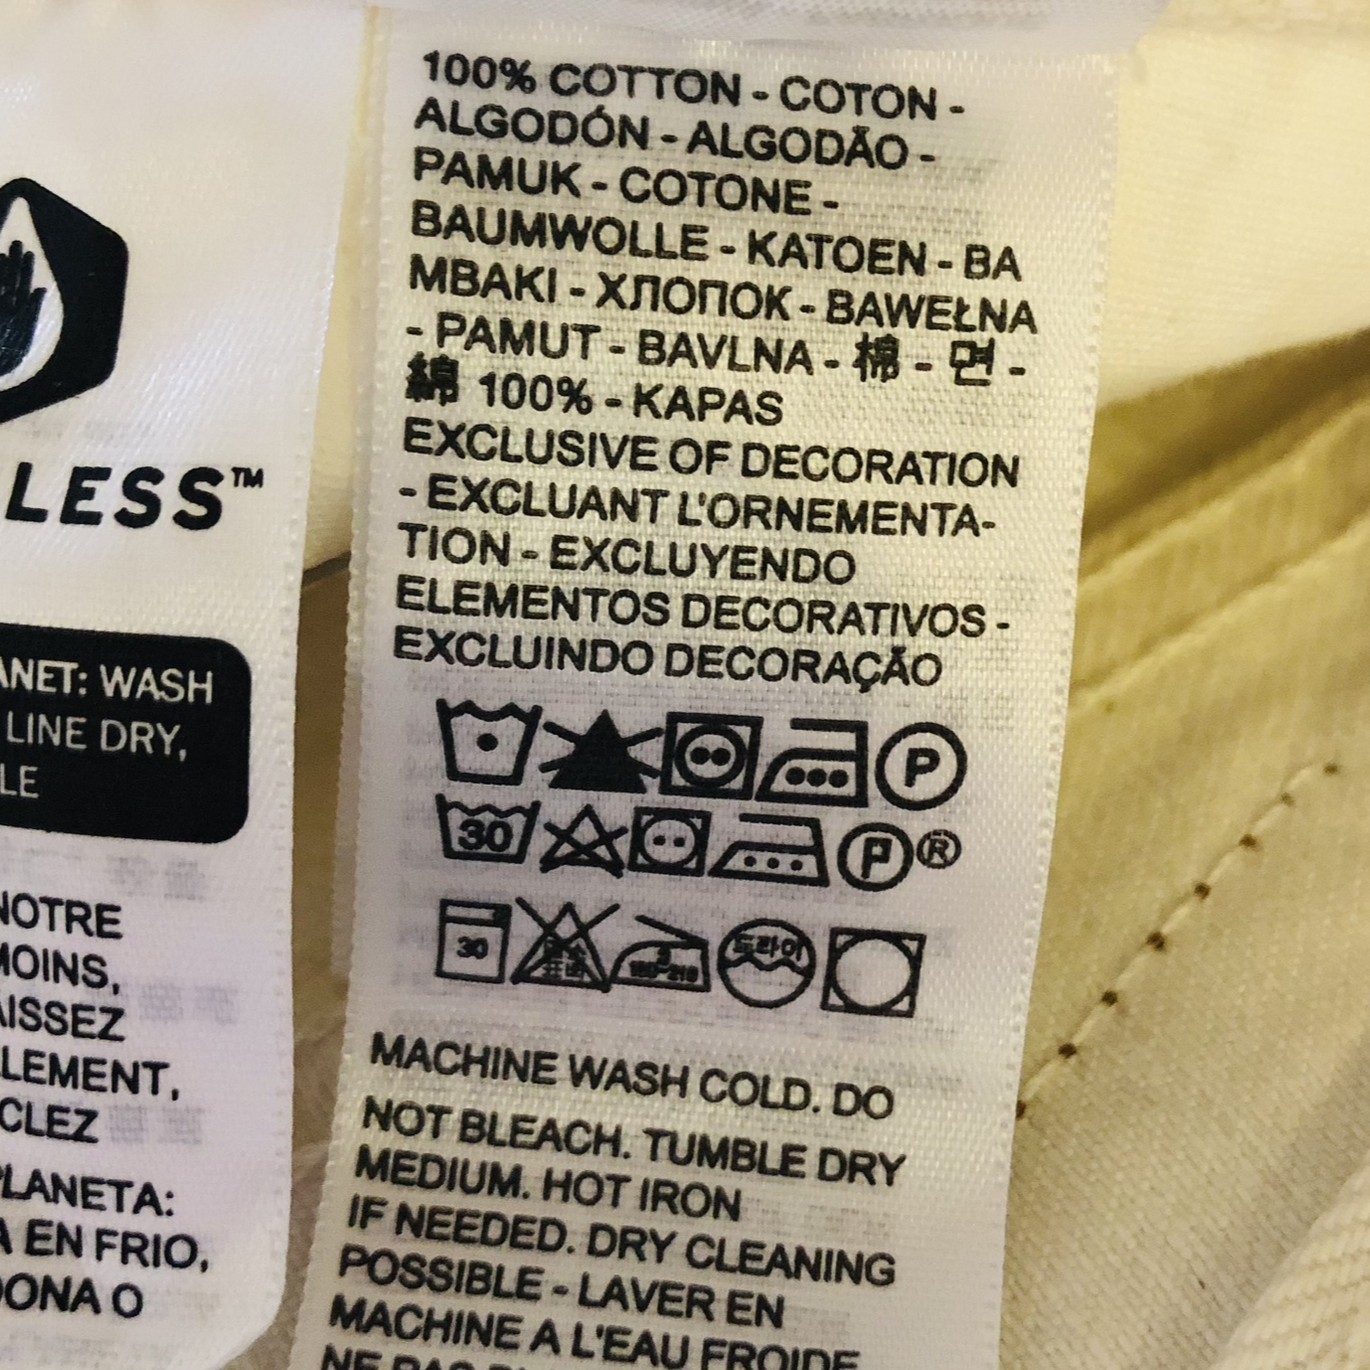 LESS™
ANET: WASH
LINE DRY,
LE
NOTRE
MOINS,
AISSEZ
LEMENT,
CLEZ
PLANETA:
A EN FRIO,
DONA O
100% COTTON - COTON -
ALGODÓN - ALGODÃO -
PAMUK - COTONE -
BAUMWOLLE - KATOEN - BA
MBAKI - ХЛОПОК - BAWEŁNA
- PAMUT - BAVLNA - 棉 - 면 -
綿 100% - KAPAS
EXCLUSIVE OF DECORATION
- EXCLUANT L'ORNEMENTA-
TION - EXCLUYENDO
ELEMENTOS DECORATIVOS -
EXCLUINDO DECORAÇÃO
P
30 P ®
30 드라이
MACHINE WASH COLD. DO
NOT BLEACH. TUMBLE DRY
MEDIUM. HOT IRON
IF NEEDED. DRY CLEANING
POSSIBLE - LAVER EN
MACHINE A L'EAU FROIDE
NE PAS